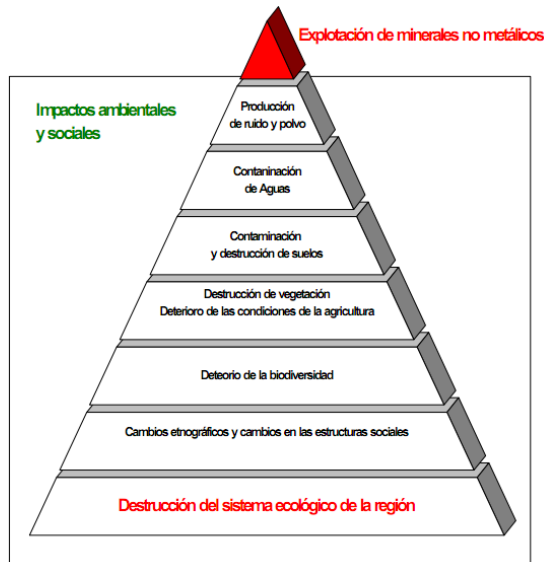 Explotación de minerales no metálicos
Impactos ambientales
y sociales
Producción
de ruido y polvo
Contaninación
de Aguas
Contaminación
y destrucción de suelos
Destrucción de vegetación
Deterioro de las condiciones de la agricultura
Deteorio de la biodiversidad
Cambios etnográficos y cambios en las estructuras sociales
Destrucción del sistema ecológico de la región